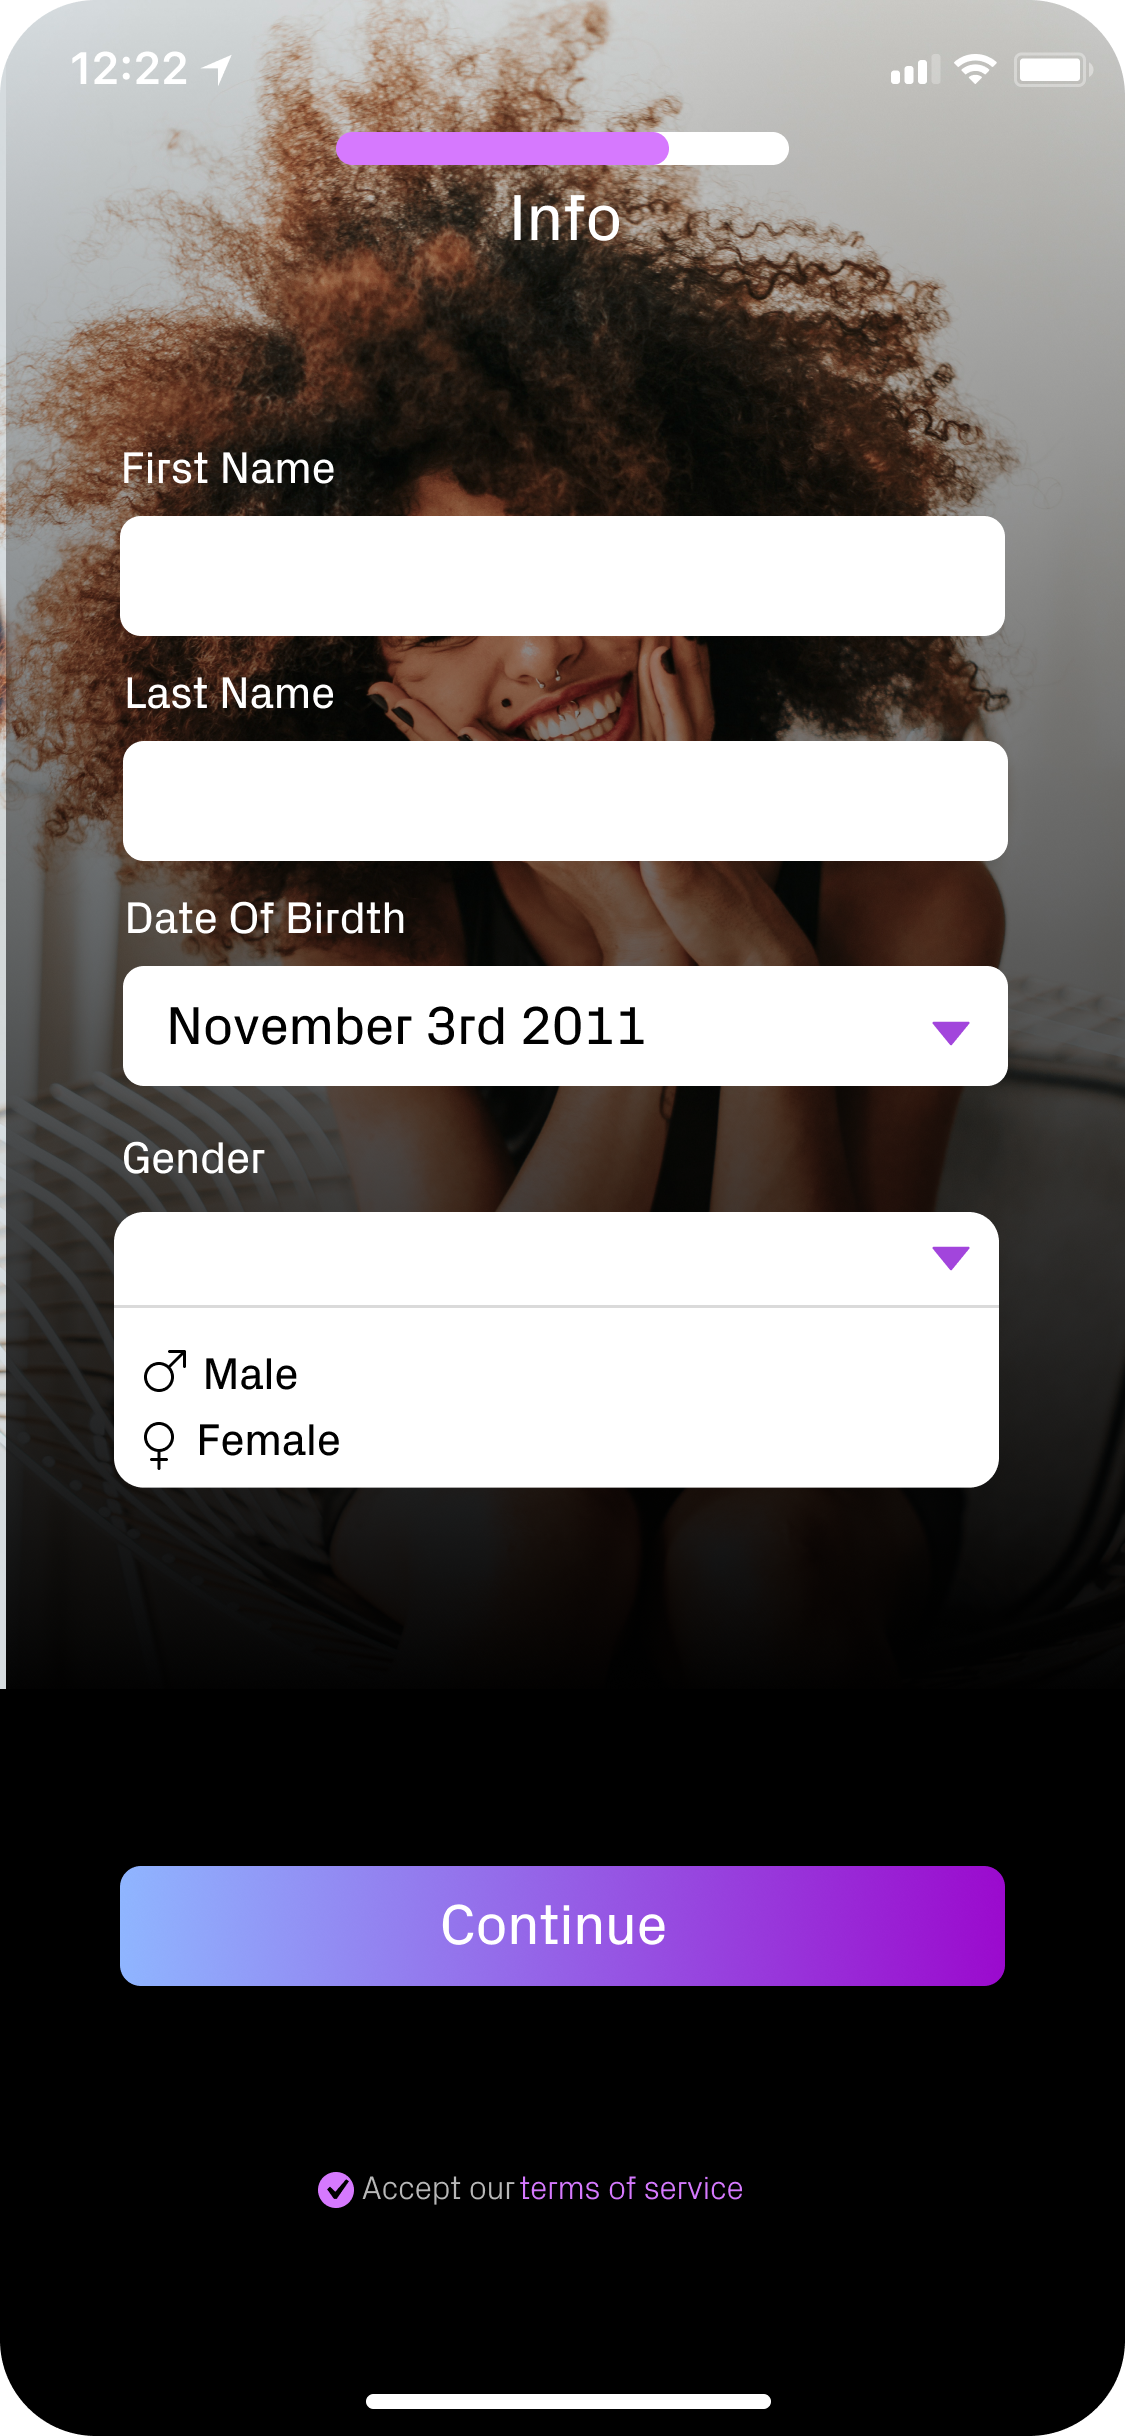 12:22
Info
First Name
Last Name
Date Of Birdth
November 3rd 2011
Gender
Male
Female
Continue
Accept our terms of service